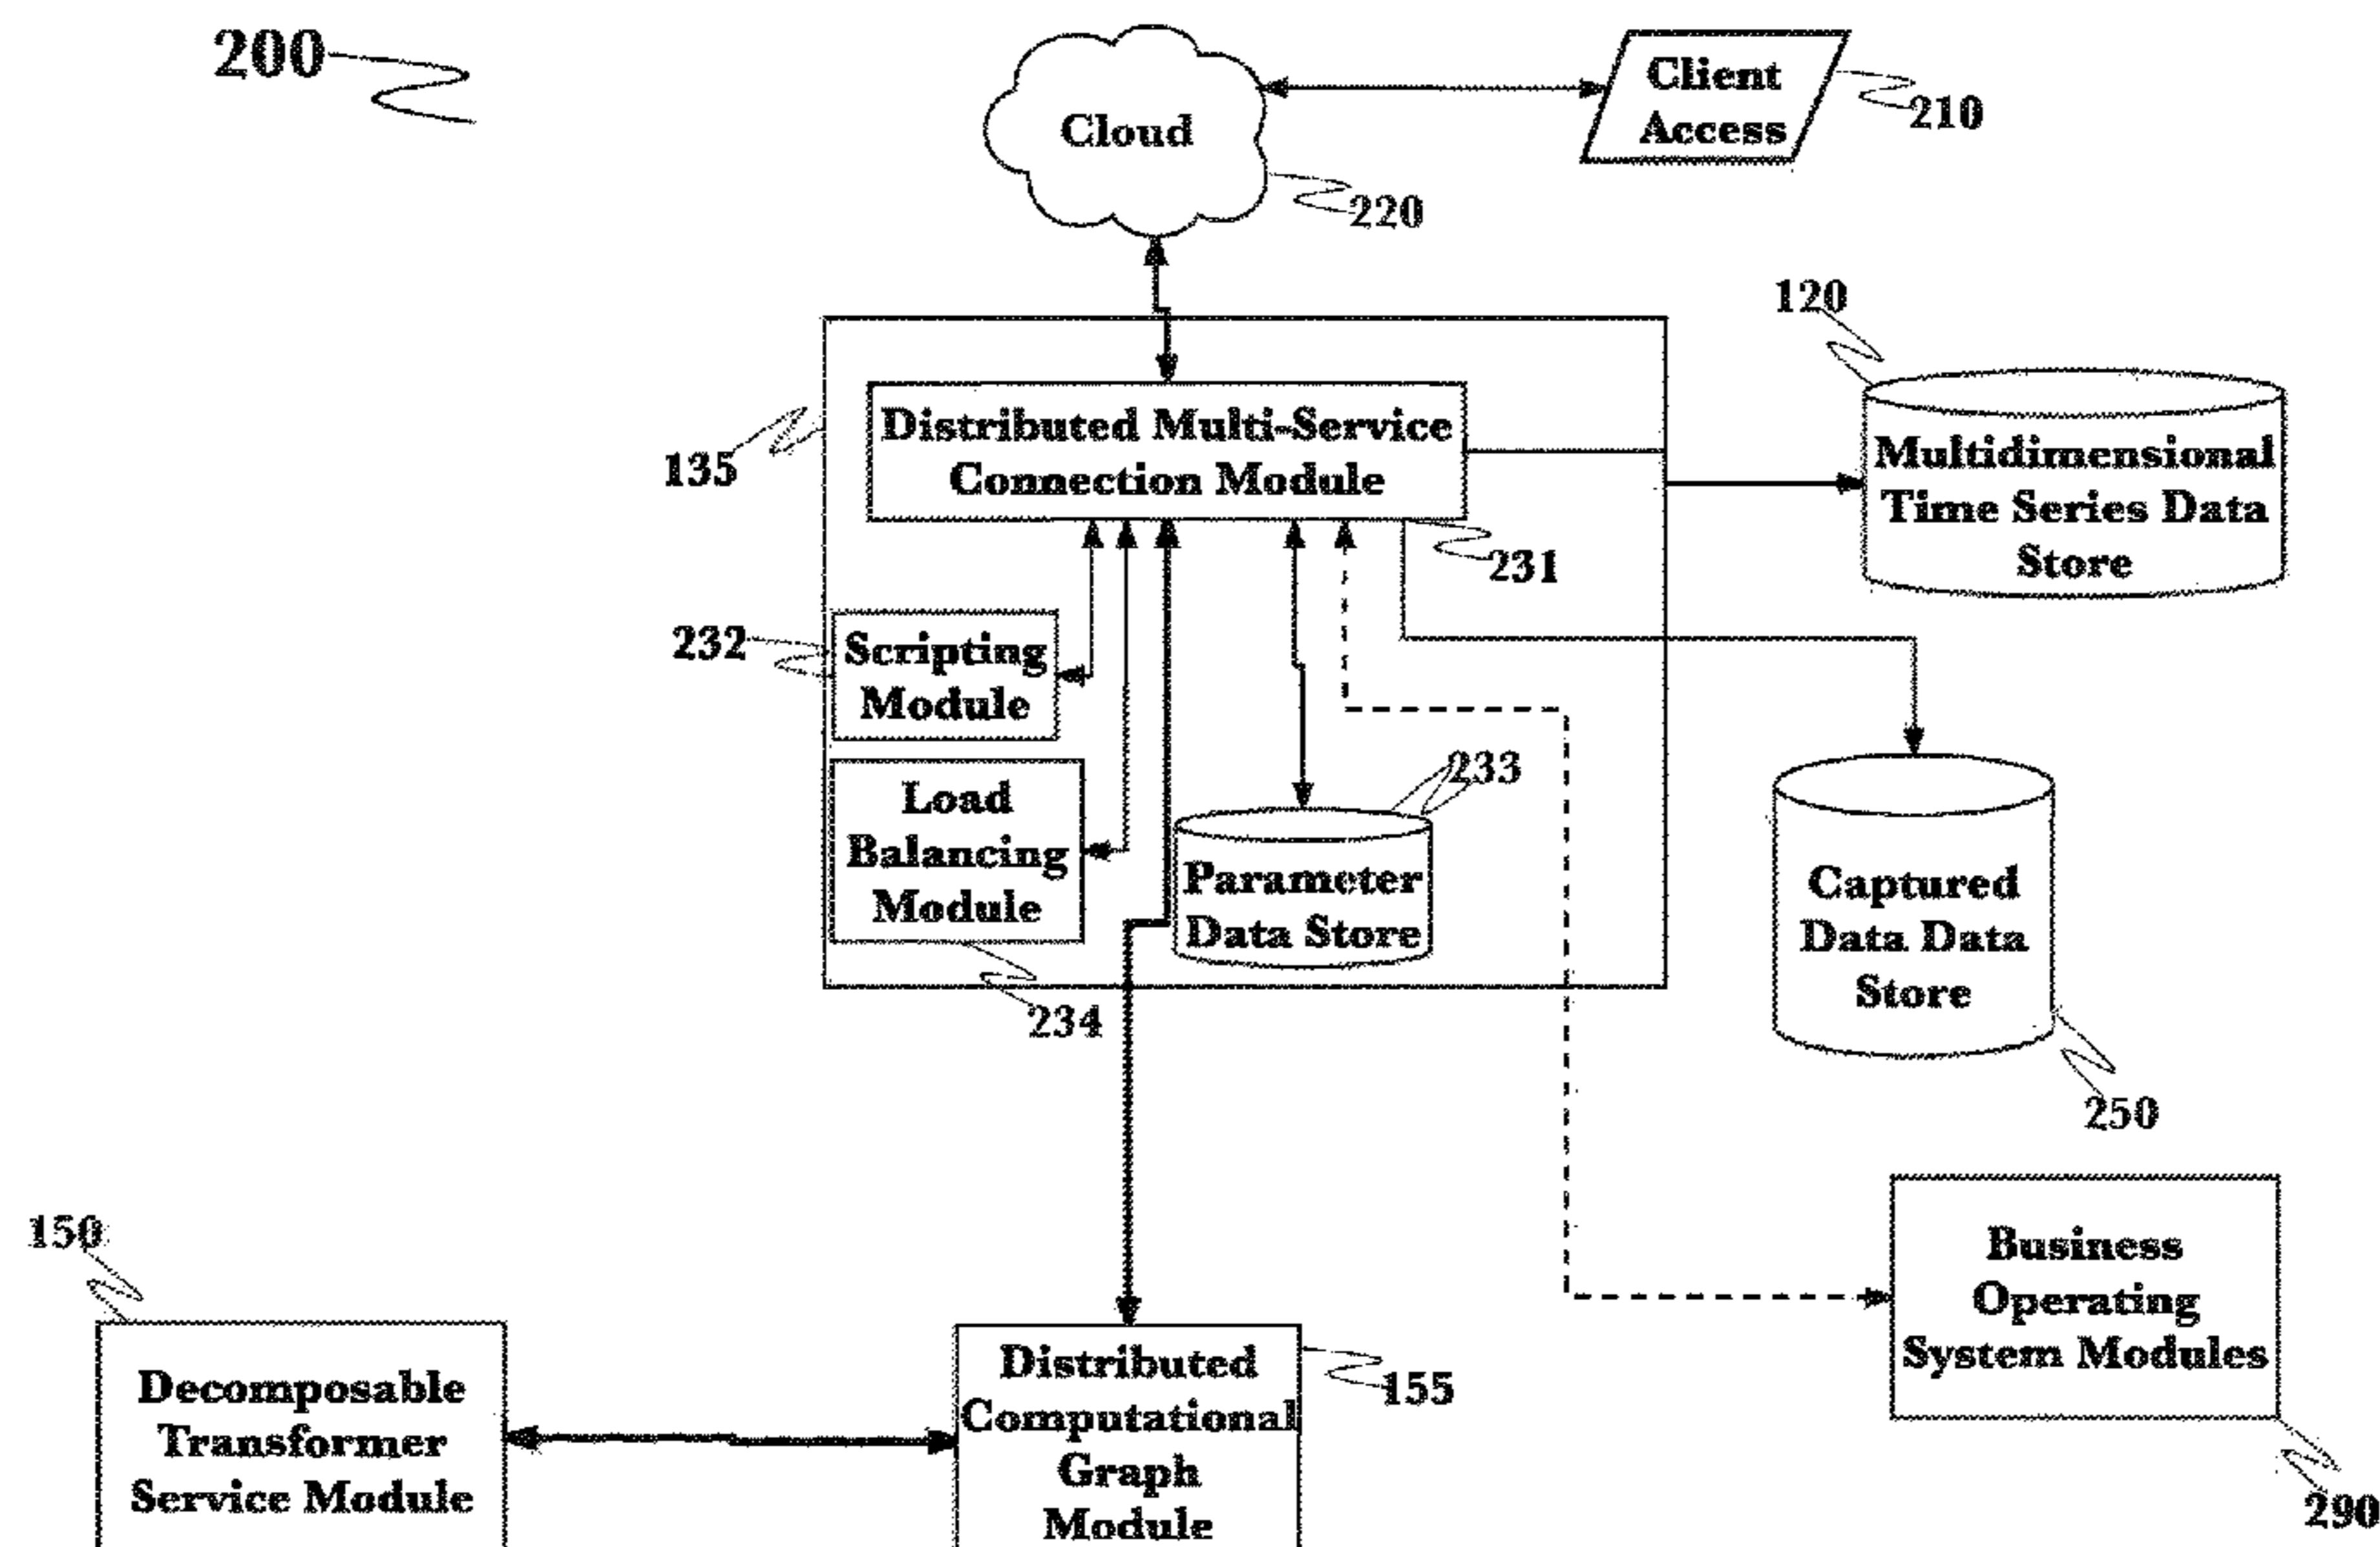 200
Cloud
Client
Access
210
220
120
Distributed Multi-Service
Connection Module
135
231
Multidimensional
Time Series Data
Store
232
Scripting
Module
Load
Balancing
Module
233
Parameter
Data Store
234
Captured
Data Data
Store
250
150
Decomposable
Transformer
Service Module
Distributed
Computational
Graph
Module
155
Business
Operating
System Modules
290